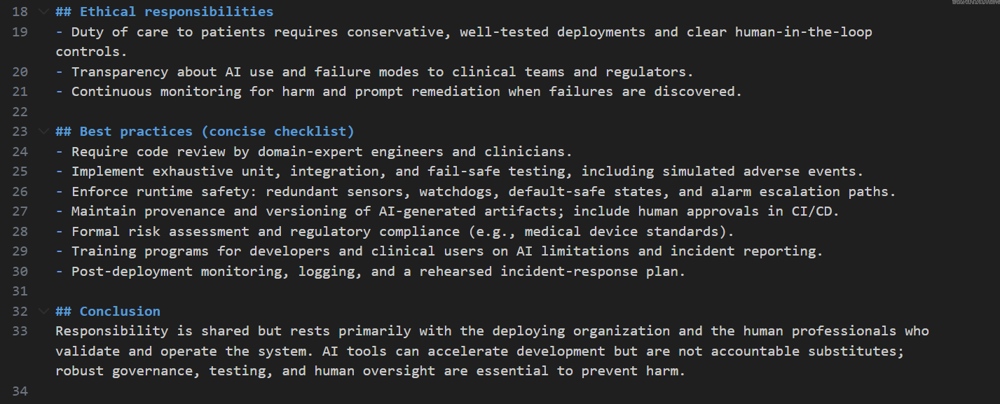 18 ## Ethical responsibilities
19 - Duty of care to patients requires conservative, well-tested deployments and clear human-in-the-loop
controls.
20 - Transparency about AI use and failure modes to clinical teams and regulators.
21 - Continuous monitoring for harm and prompt remediation when failures are discovered.
22
23 ## Best practices (concise checklist)
24 - Require code review by domain-expert engineers and clinicians.
25 - Implement exhaustive unit, integration, and fail-safe testing, including simulated adverse events.
26 - Enforce runtime safety: redundant sensors, watchdogs, default-safe states, and alarm escalation paths.
27 - Maintain provenance and versioning of AI-generated artifacts; include human approvals in CI/CD.
28 - Formal risk assessment and regulatory compliance (e.g., medical device standards).
29 - Training programs for developers and clinical users on AI limitations and incident reporting.
30 - Post-deployment monitoring, logging, and a rehearsed incident-response plan.
31
32 ## Conclusion
33 Responsibility is shared but rests primarily with the deploying organization and the human professionals who
validate and operate the system. AI tools can accelerate development but are not accountable substitutes;
robust governance, testing, and human oversight are essential to prevent harm.
34